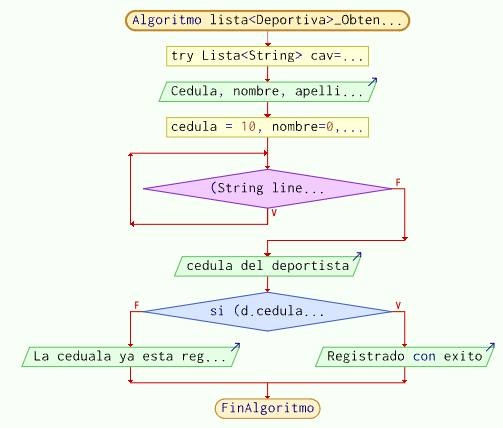 Algoritmo lista<Deportiva>_Obten...
try Lista<String> cav=...
Cedula, nombre, apelli...
cedula = 10, nombre=0,...
(String line...
F
V
cedula del deportista
si (d.cedula...
F
V
La ceduala ya esta reg...
Registrado con exito
FinAlgoritmo